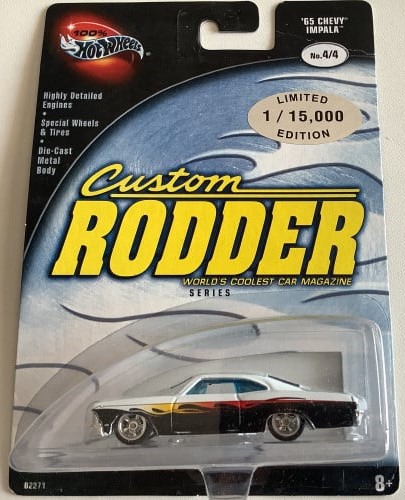 100%
Hot Wheels
'65 CHEVY
IMPALA
No.4/4
Highly Detailed
Engines
•
Special Wheels
& Tires
•
Die-Cast
Metal
Body
LIMITED
1 / 15,000
EDITION
Custom
RODDER
WORLD'S COOLEST CAR MAGAZINE
SERIES
B2271
8+